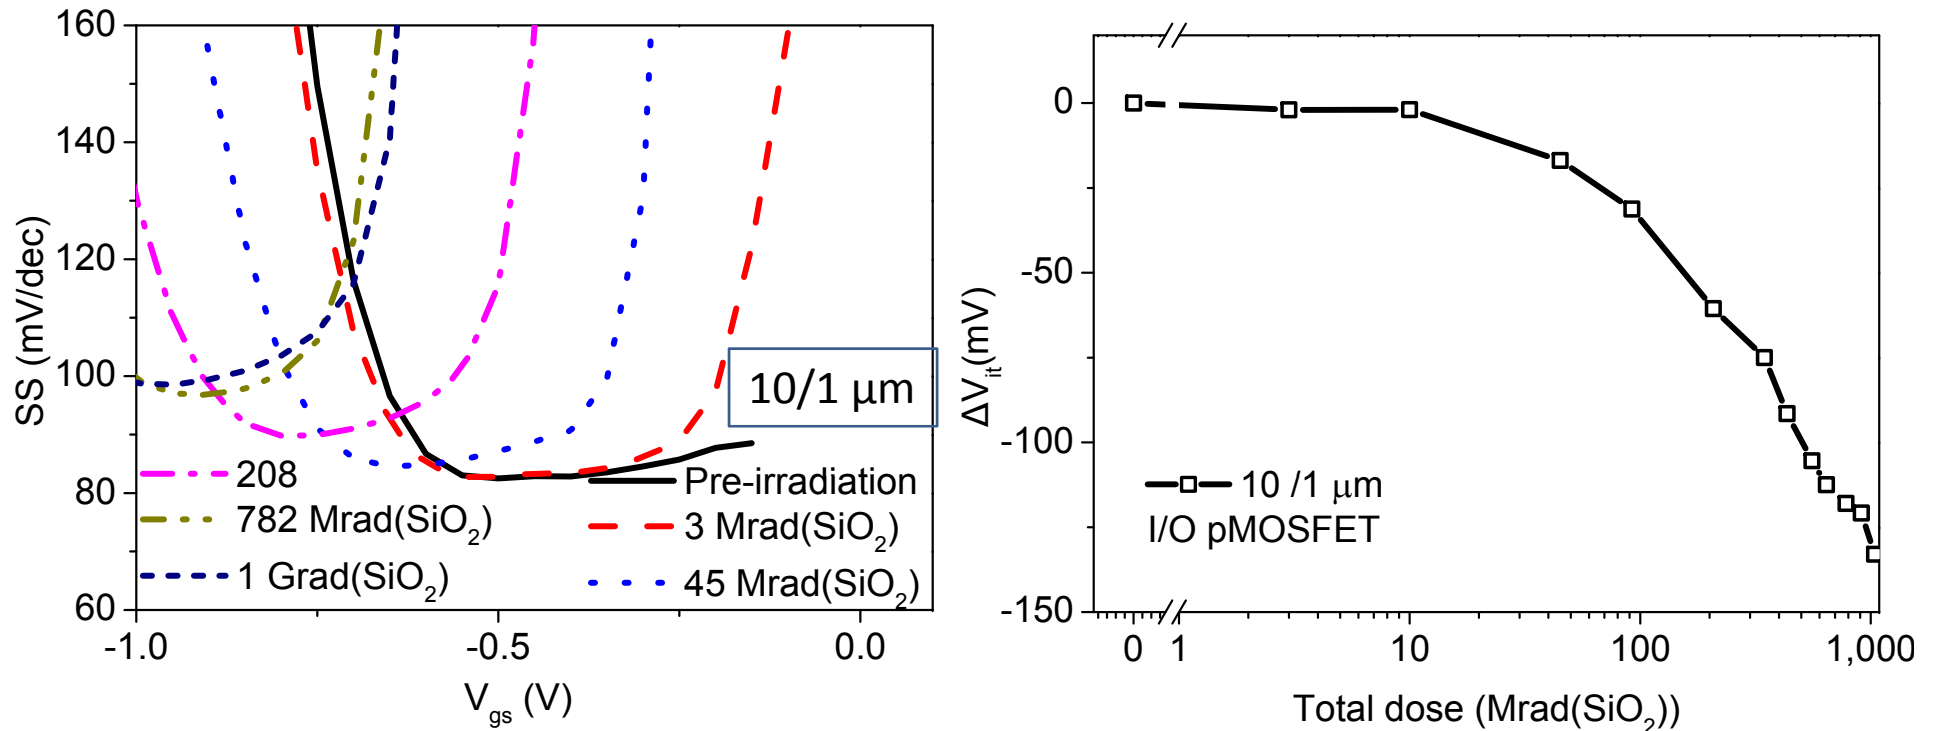 160
140
120
100
80
60
SS (mV/dec)
-1.0
-0.5
0.0
V_gs (V)
10/1 μm
208
782 Mrad(SiO₂)
1 Grad(SiO₂)
Pre-irradiation
3 Mrad(SiO₂)
45 Mrad(SiO₂)
0
-50
-100
-150
ΔV_it(mV)
10 /1 μm
I/O pMOSFET
0
1
10
100
1,000
Total dose (Mrad(SiO₂))